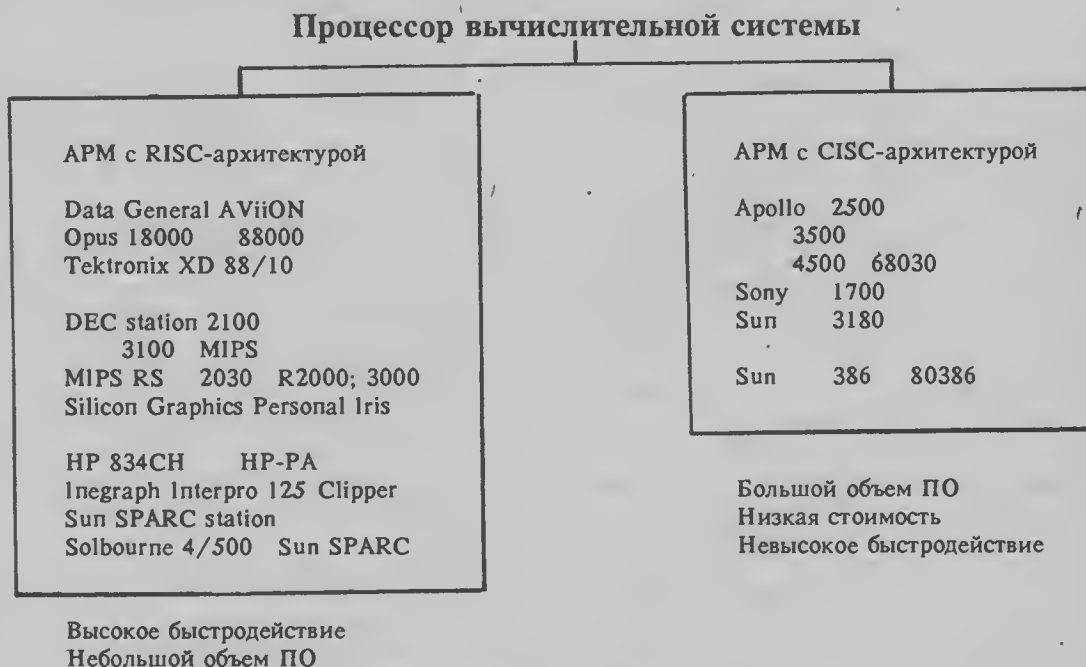 Процессор вычислительной системы
АРМ с RISC-архитектурой
Data General AViiON
Opus 18000 88000
Tektronix XD 88/10
DEC station 2100
3100 MIPS
MIPS RS 2030 R2000; 3000
Silicon Graphics Personal Iris
HP 834CH HP-PA
Inegraph Interpro 125 Clipper
Sun SPARC station
Solbourne 4/500 Sun SPARC
Высокое быстродействие
Небольшой объем ПО
АРМ с CISC-архитектурой
Apollo 2500
3500
4500 68030
Sony 1700
Sun 3180
Sun 386 80386
Большой объем ПО
Низкая стоимость
Невысокое быстродействие